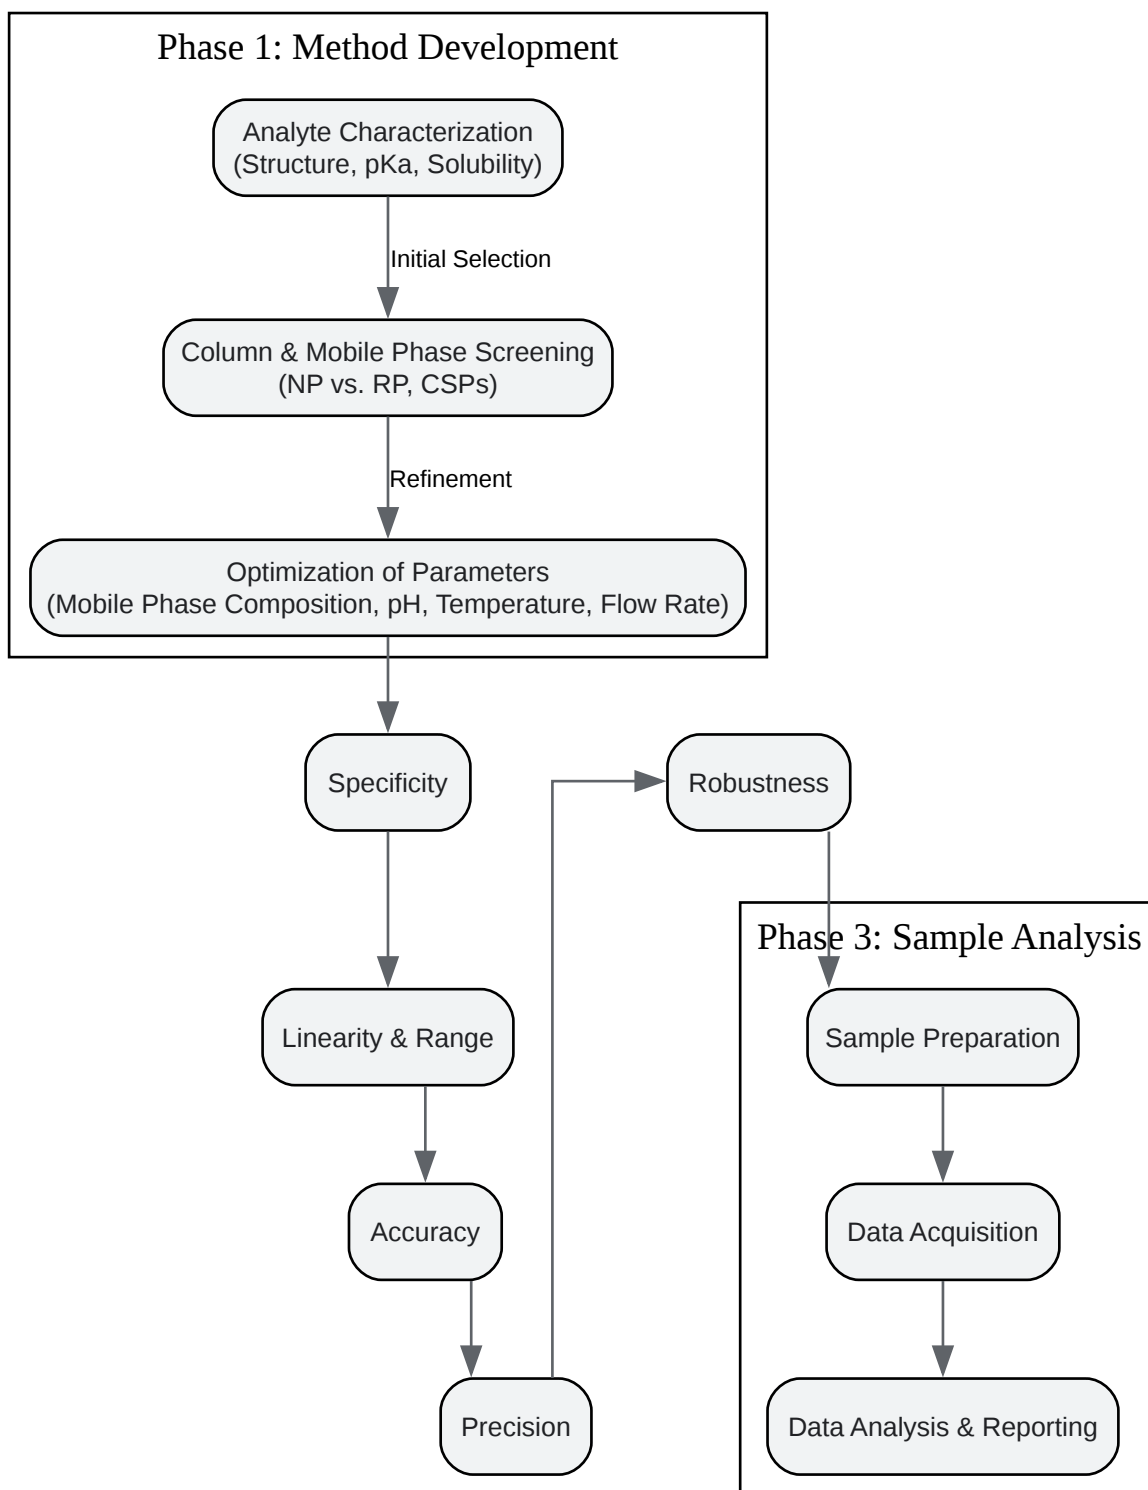 Phase 1: Method Development
Analyte Characterization
(Structure, pKa, Solubility)
Initial Selection
Column & Mobile Phase Screening
(NP vs. RP, CSPs)
Refinement
Optimization of Parameters
(Mobile Phase Composition, pH, Temperature, Flow Rate)
Specificity
Linearity & Range
Accuracy
Precision
Robustness
Phase 3: Sample Analysis
Sample Preparation
Data Acquisition
Data Analysis & Reporting